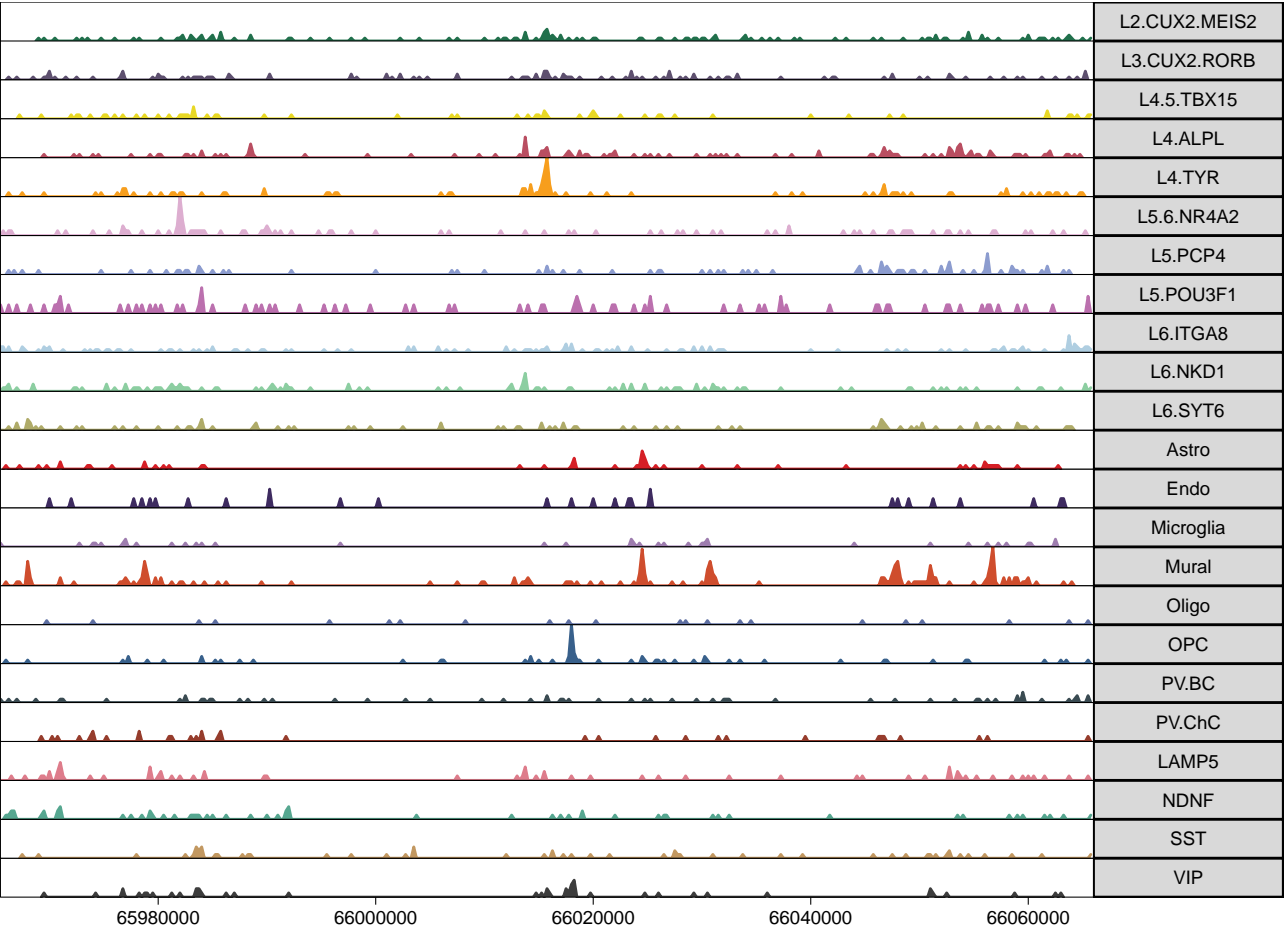 L2.CUX2.MEIS2
L3.CUX2.RORB
L4.5.TBX15
L4.ALPL
L4.TYR
L5.6.NR4A2
L5.PCP4
L5.POU3F1
L6.ITGA8
L6.NKD1
L6.SYT6
Astro
Endo
Microglia
Mural
Oligo
OPC
PV.BC
PV.ChC
LAMP5
NDNF
SST
VIP
65980000 66000000 66020000 66040000 66060000